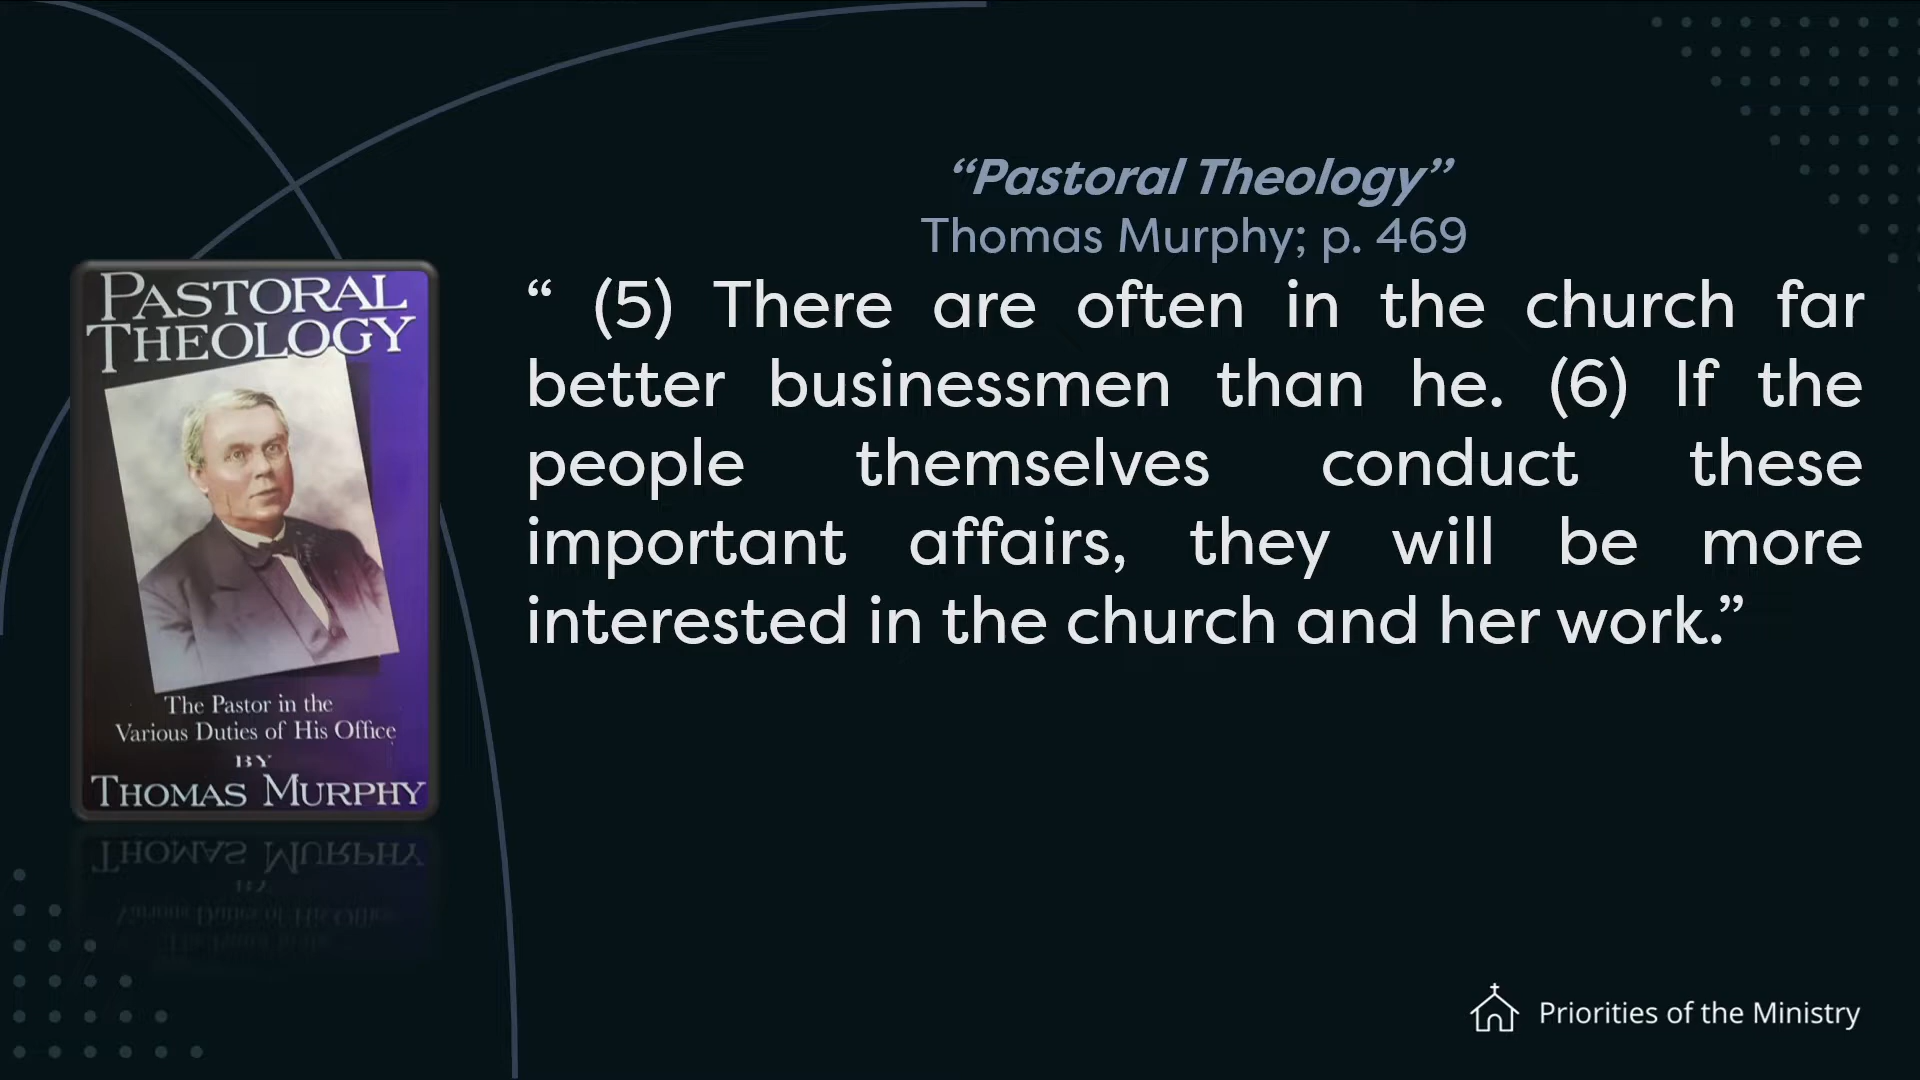 “Pastoral Theology”
Thomas Murphy; p. 469
“ (5) There are often in the church far
better businessmen than he. (6) If the
people themselves conduct these
important affairs, they will be more
interested in the church and her work.”
PASTORAL
THEOLOGY
The Pastor in the
Various Duties of His Office
BY
THOMAS MURPHY
Priorities of the Ministry